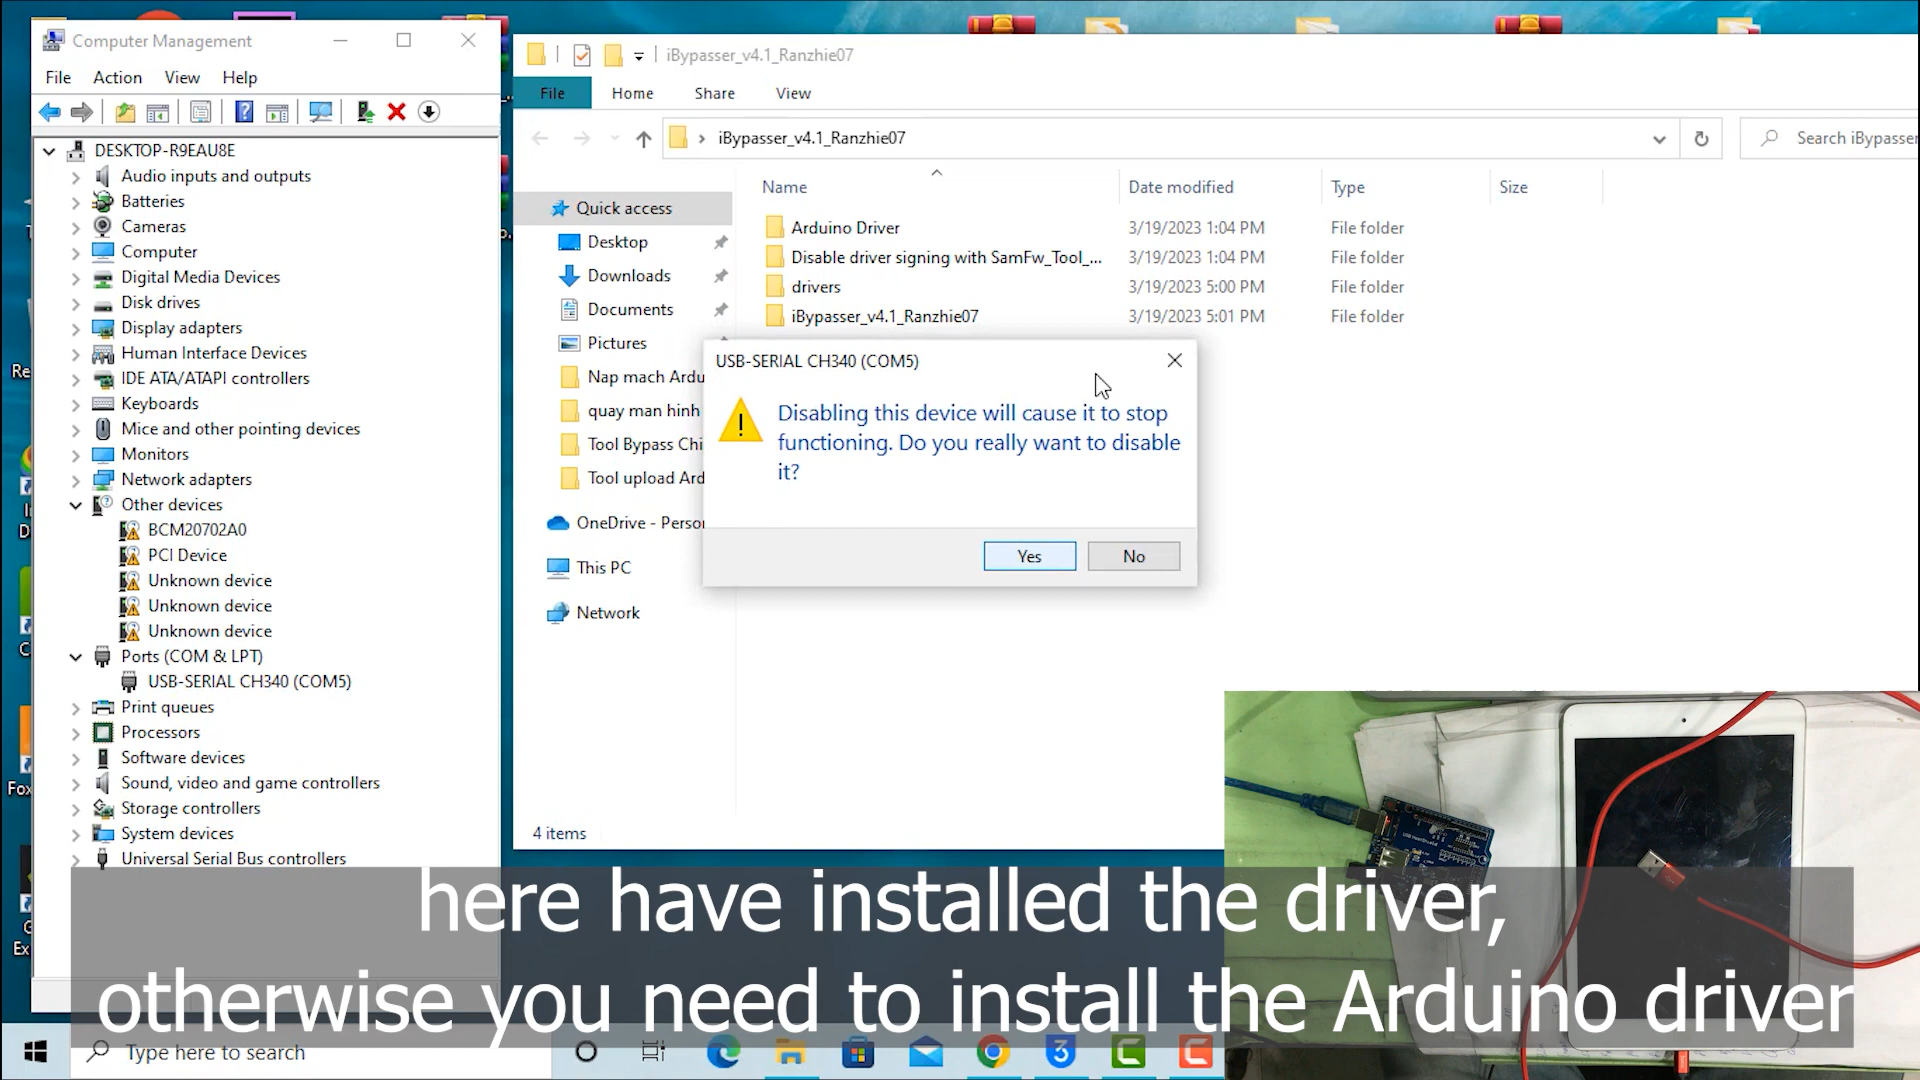 Computer Management
File Action View Help
DESKTOP-R9EAU8E
Audio inputs and outputs
Batteries
Cameras
Computer
Digital Media Devices
Disk drives
Display adapters
Human Interface Devices
IDE ATA/ATAPI controllers
Keyboards
Mice and other pointing devices
Monitors
Network adapters
Other devices
BCM20702A0
PCI Device
Unknown device
Unknown device
Unknown device
Ports (COM & LPT)
USB-SERIAL CH340 (COM5)
Print queues
Processors
Software devices
Sound, video and game controllers
Storage controllers
System devices
Universal Serial Bus controllers
iBypasser_v4.1_Ranzhie07
File Home Share View
iBypasser_v4.1_Ranzhie07
Search iBypasser
Name Date modified Type Size
Quick access
Desktop
Downloads
Documents
Pictures
Nap mach Ardu
quay man hinh
Tool Bypass Chi
Tool upload Ard
OneDrive - Perso
This PC
Network
Arduino Driver 3/19/2023 1:04 PM File folder
Disable driver signing with SamFw_Tool_... 3/19/2023 1:04 PM File folder
drivers 3/19/2023 5:00 PM File folder
iBypasser_v4.1_Ranzhie07 3/19/2023 5:01 PM File folder
USB-SERIAL CH340 (COM5)
Disabling this device will cause it to stop
functioning. Do you really want to disable
it?
Yes No
4 items
here have installed the driver,
otherwise you need to install the Arduino driver
Type here to search